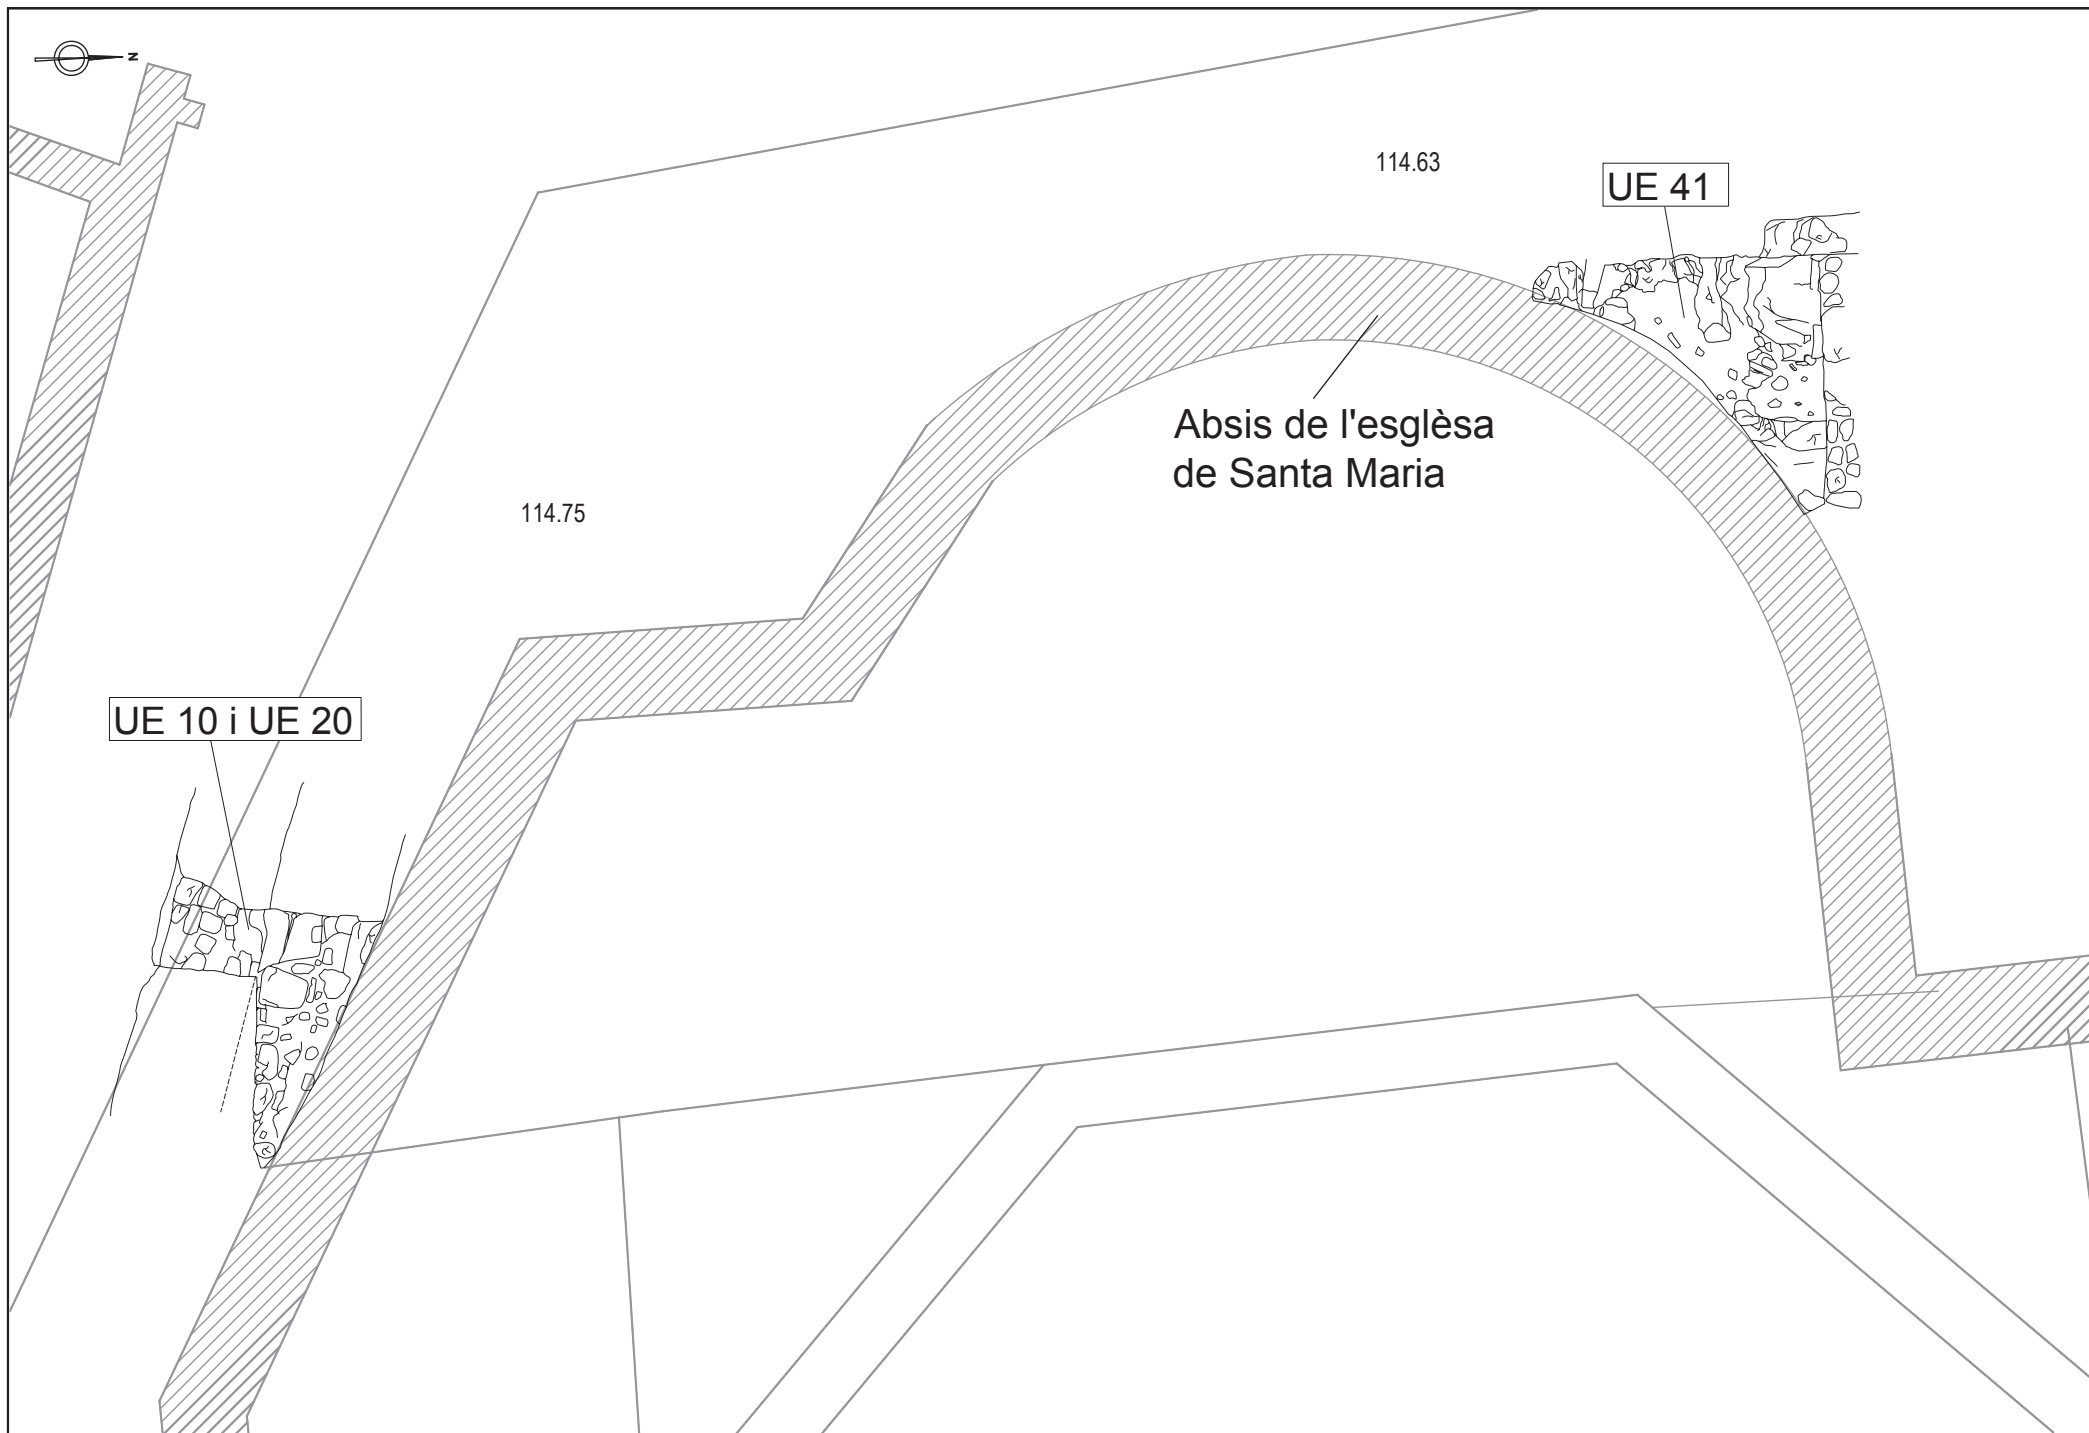 N
114.63
UE 41
Absis de l'esglèsa
de Santa Maria
114.75
UE 10 i UE 20